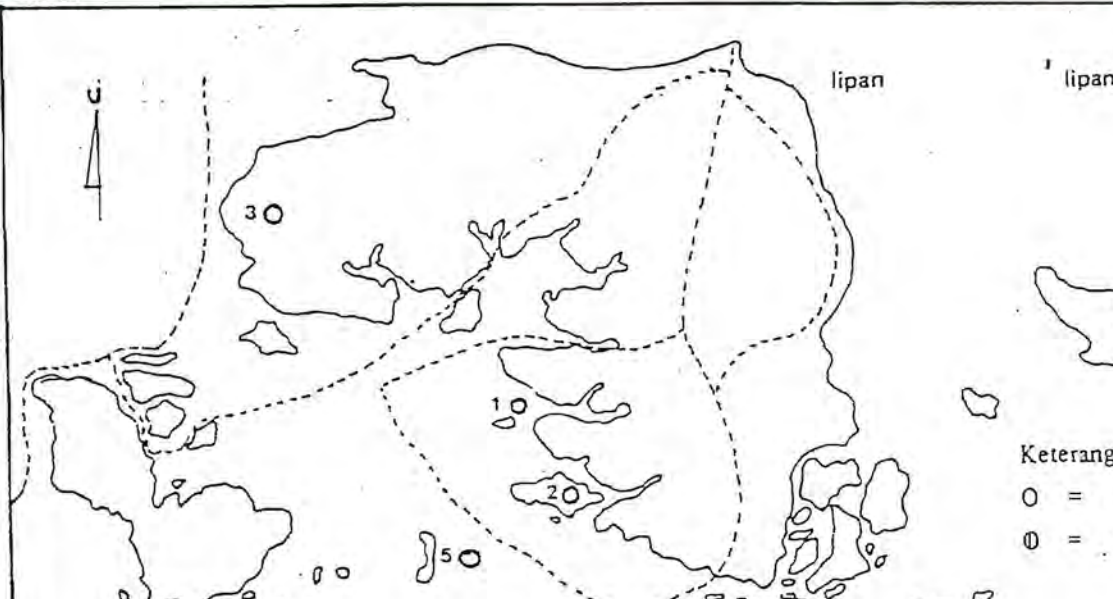 U
lipan
lipan
3
1
2
5
Keterang
O =
Ⓘ =